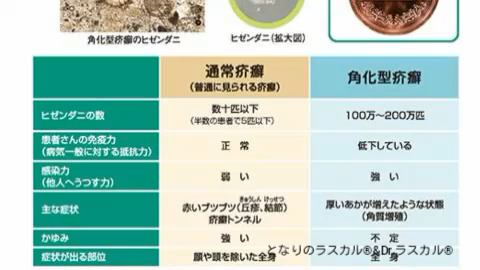 角化型疥癬のヒゼンダニ
ヒゼンダニ(拡大図)
通常疥癬
(普通に見られる疥癬)
角化型疥癬
ヒゼンダニの数
数十匹以下
(半数の患者で5匹以下)
100万〜200万匹
患者さんの免疫力
(病気一般に対する抵抗力)
正 常
低下している
感染力
(他人へうつす力)
弱 い
強 い
主な症状
赤いブツブツ(丘疹、結節)
きゅうしん けっせつ
疥癬トンネル
厚いあかが増えたような状態
(角質増殖)
かゆみ
強 い
不 定
症状が出る部位
顔や頭を除いた全身
全 身
となりのラスカル®&Dr.ラスカル®